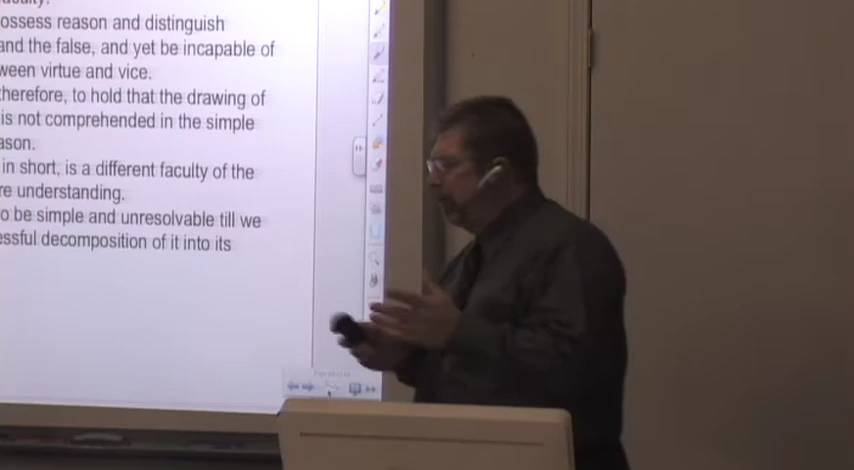 ossess reason and distinguish
and the false, and yet be incapable of
ween virtue and vice.
herefore, to hold that the drawing of
is not comprehended in the simple
ason.
in short, is a different faculty of the
re understanding.
o be simple and unresolvable till we
essful decomposition of it into its